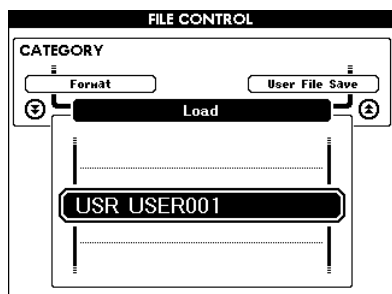 FILE CONTROL
CATEGORY
Format
User File Save
Load
USR USER001